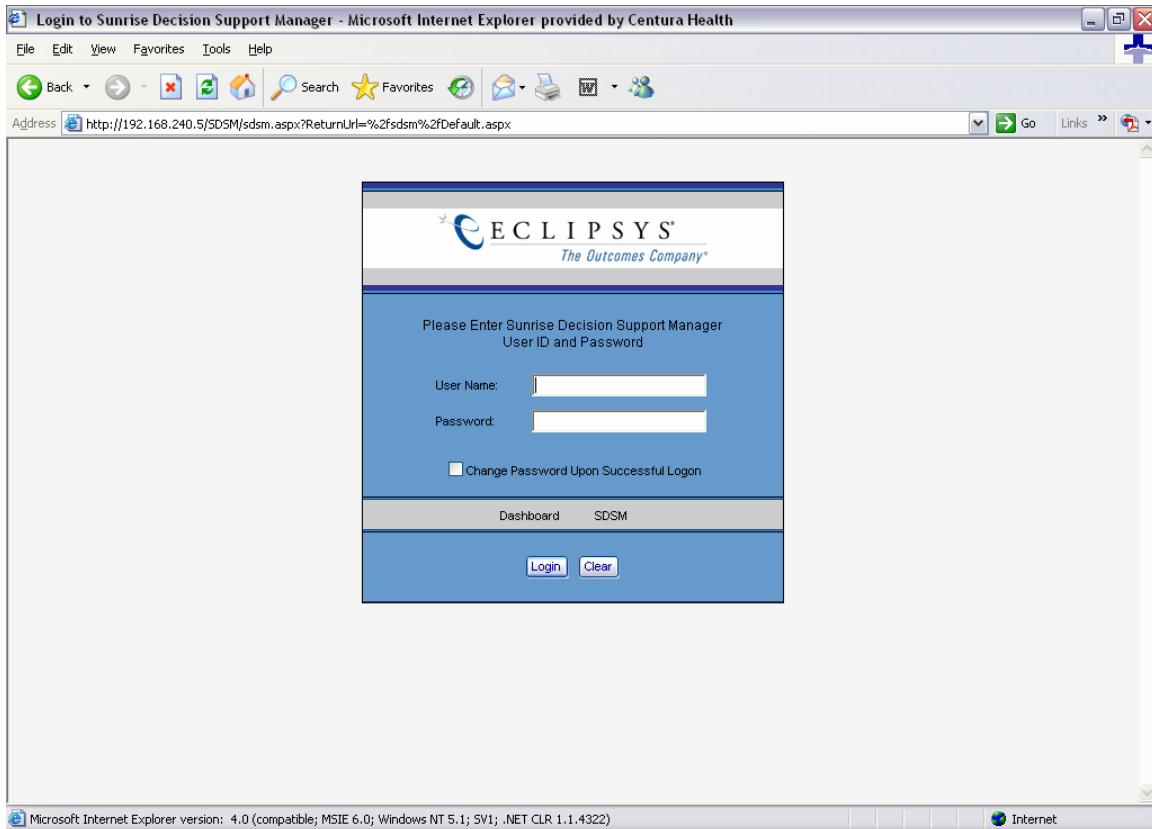 Login to Sunrise Decision Support Manager - Microsoft Internet Explorer provided by Centura Health
File Edit View Favorites Tools Help
Back Search Favorites
Address http://192.168.240.5/SDSM/sdsm.aspx?ReturnUrl=%2fsdsm%2fDefault.aspx Go Links »
ECLIPSYS®
The Outcomes Company®
Please Enter Sunrise Decision Support Manager
User ID and Password
User Name:
Password:
Change Password Upon Successful Logon
Dashboard SDSM
Login Clear
Microsoft Internet Explorer version: 4.0 (compatible; MSIE 6.0; Windows NT 5.1; SV1; .NET CLR 1.1.4322) Internet